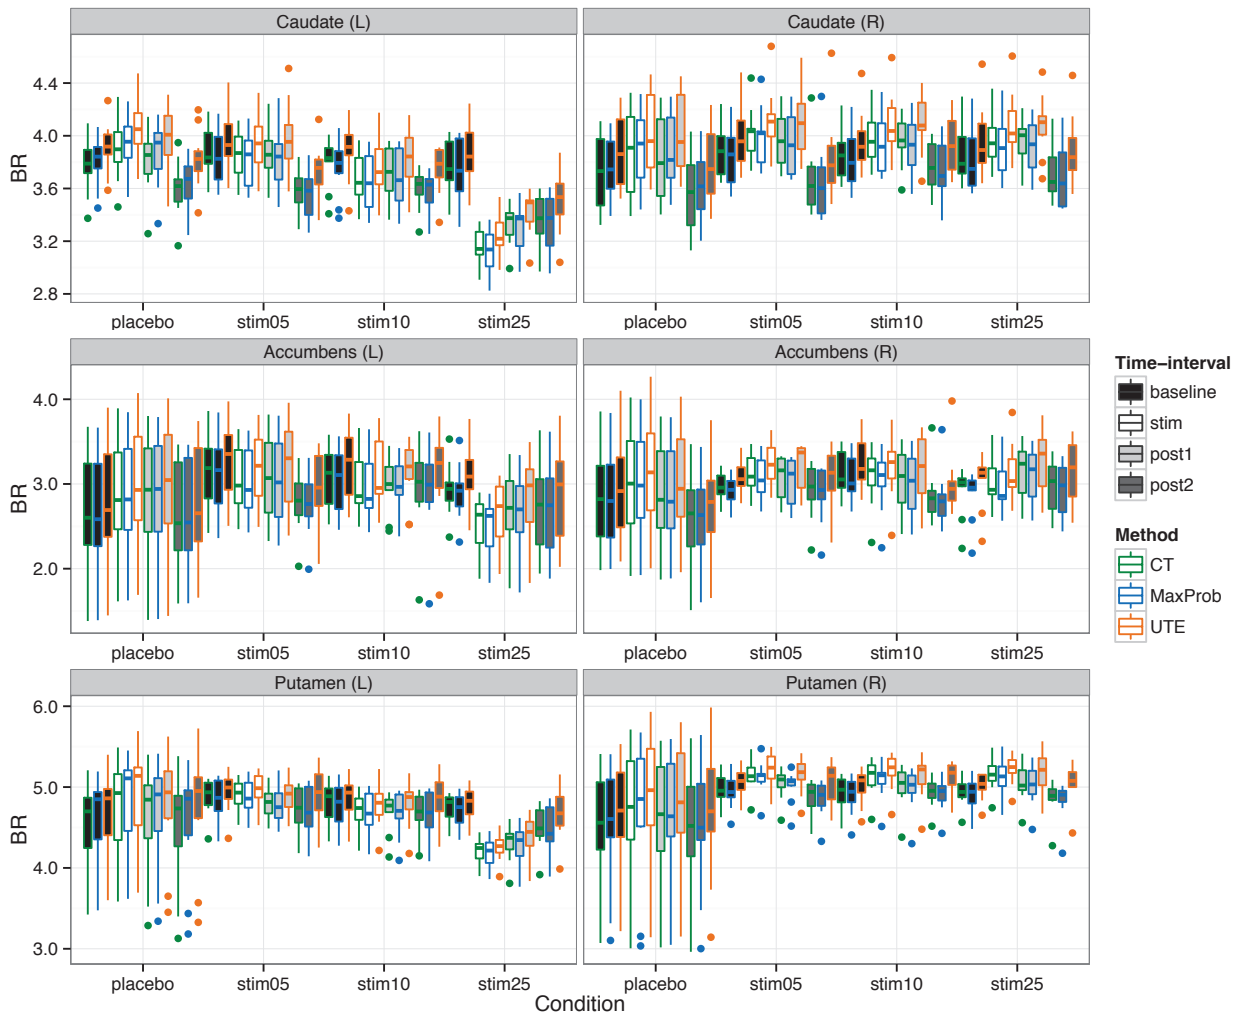 Caudate (L)
Caudate (R)
BR
4.4
4.0
3.6
3.2
2.8
placebo
stim05
stim10
stim25
placebo
stim05
stim10
stim25
Accumbens (L)
Accumbens (R)
BR
4.0
3.0
2.0
placebo
stim05
stim10
stim25
placebo
stim05
stim10
stim25
Putamen (L)
Putamen (R)
BR
6.0
5.0
4.0
3.0
placebo
stim05
stim10
stim25
placebo
stim05
stim10
stim25
Condition
Time−interval
baseline
stim
post1
post2
Method
CT
MaxProb
UTE